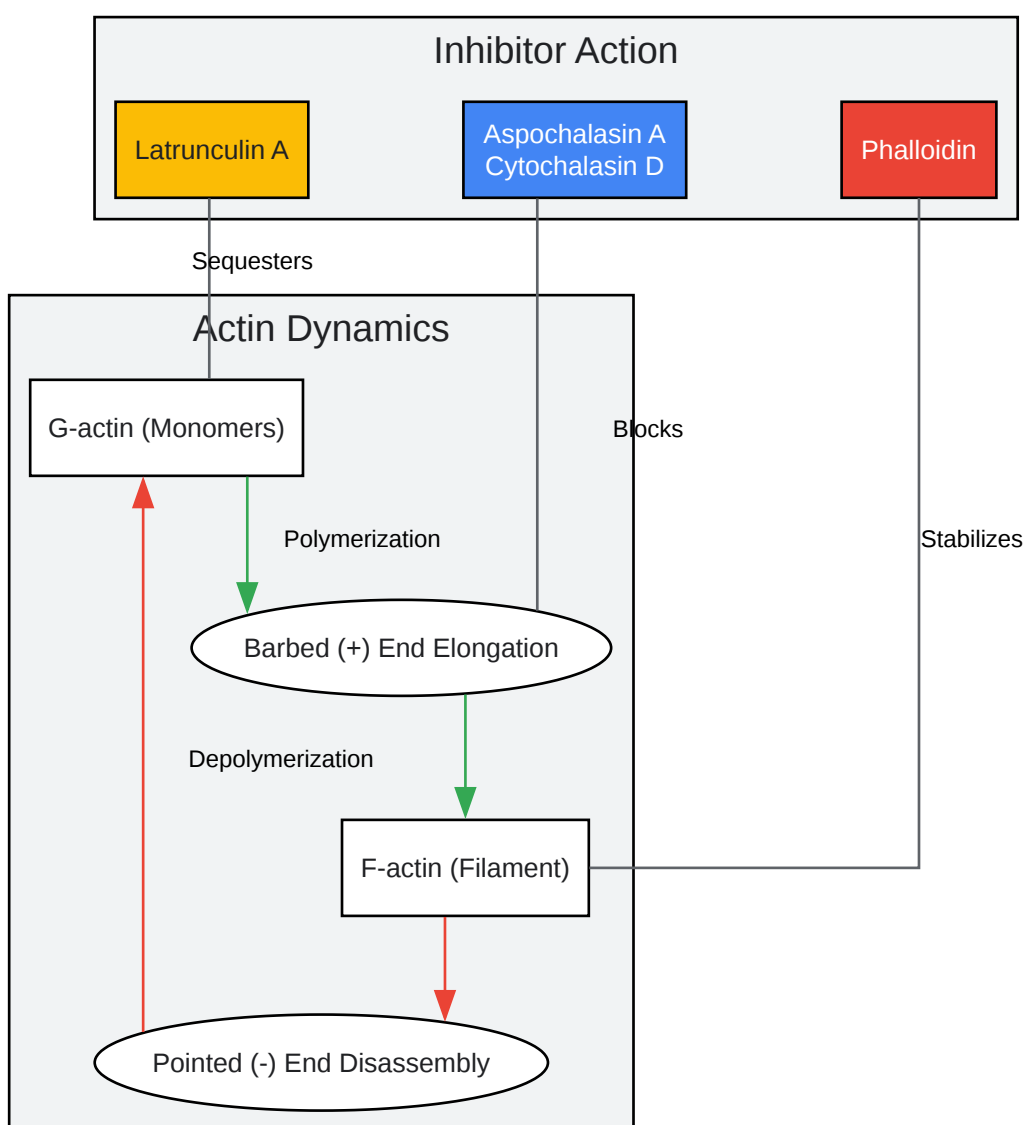 Inhibitor Action
Latrunculin A
Aspochalasin A
Cytochalasin D
Phalloidin
Sequesters
Actin Dynamics
G-actin (Monomers)
Blocks
Polymerization
Stabilizes
Barbed (+) End Elongation
Depolymerization
F-actin (Filament)
Pointed (-) End Disassembly